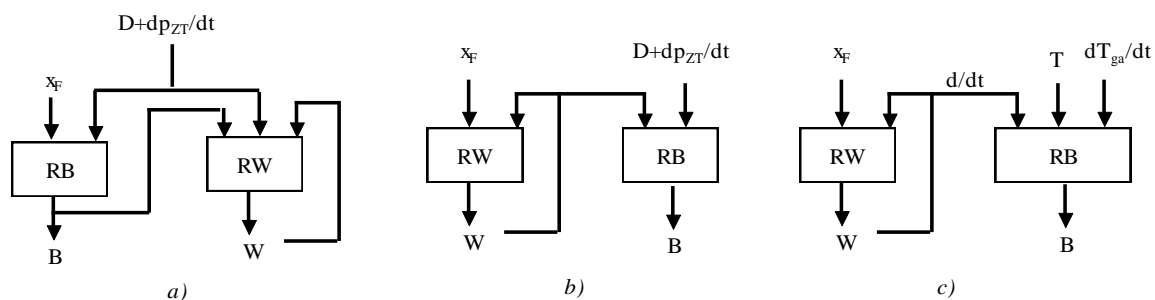 D+dp_ZT/dt
x_F
RB
RW
B
W
a)
x_F
D+dp_ZT/dt
RW
RB
W
B
b)
x_F
d/dt
T
dT_ga/dt
RW
RB
W
B
c)